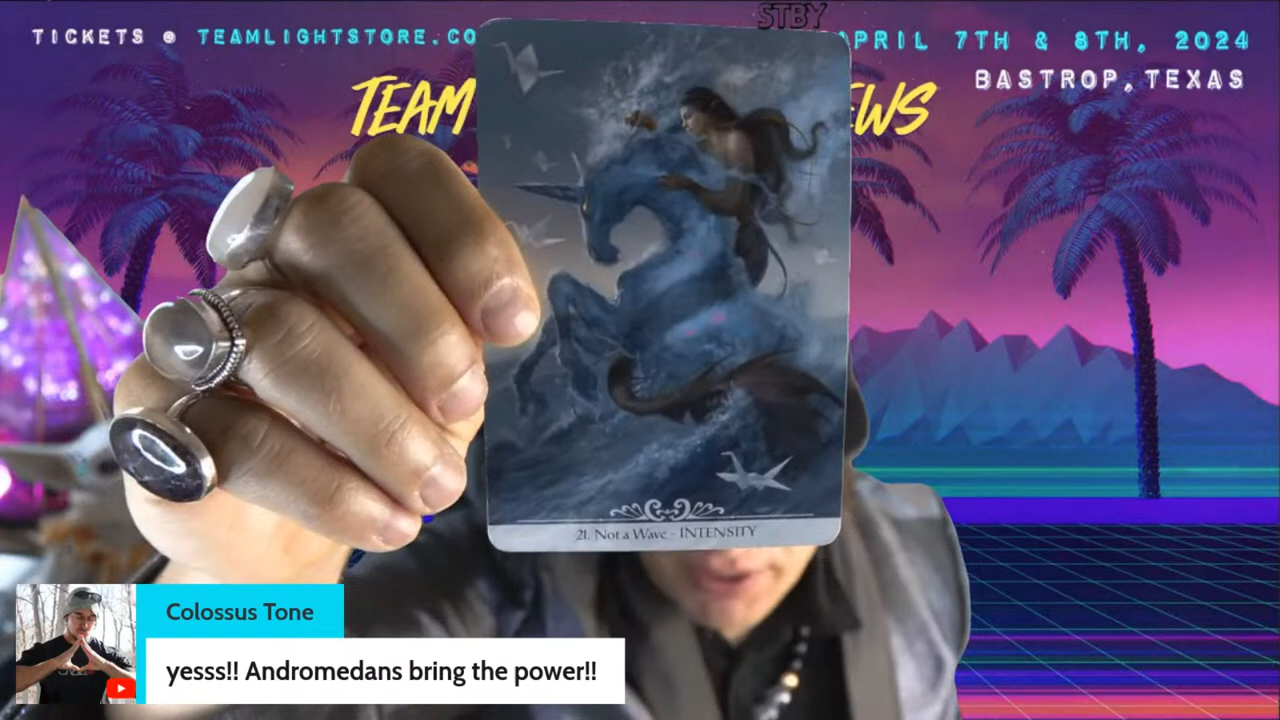 STBY
TICKETS @ TEAMLIGHTSTORE.CO
APRIL 7TH & 8TH, 2024
BASTROP, TEXAS
TEAM
EWS
21. Not a Wave - INTENSITY
Colossus Tone
yesss!! Andromedans bring the power!!